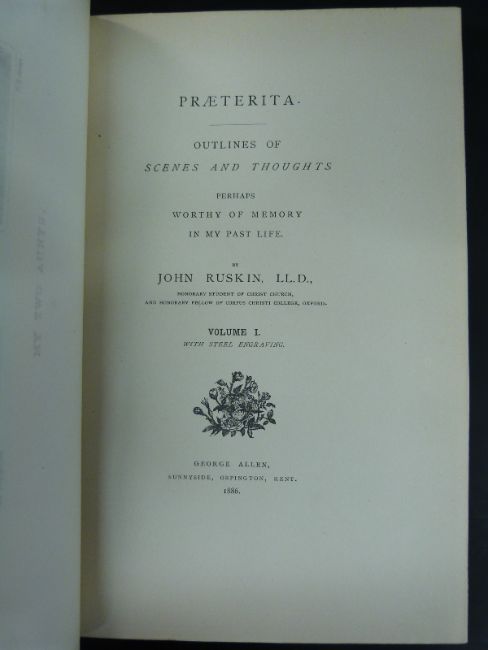 PRÆTERITA.
OUTLINES OF
SCENES AND THOUGHTS
PERHAPS
WORTHY OF MEMORY
IN MY PAST LIFE.
BY
JOHN RUSKIN, LL.D.,
HONORARY STUDENT OF CHRIST CHURCH,
AND HONORARY FELLOW OF CORPUS CHRISTI COLLEGE, OXFORD.
VOLUME I.
WITH STEEL ENGRAVING.
GEORGE ALLEN,
SUNNYSIDE, ORPINGTON, KENT.
1886.